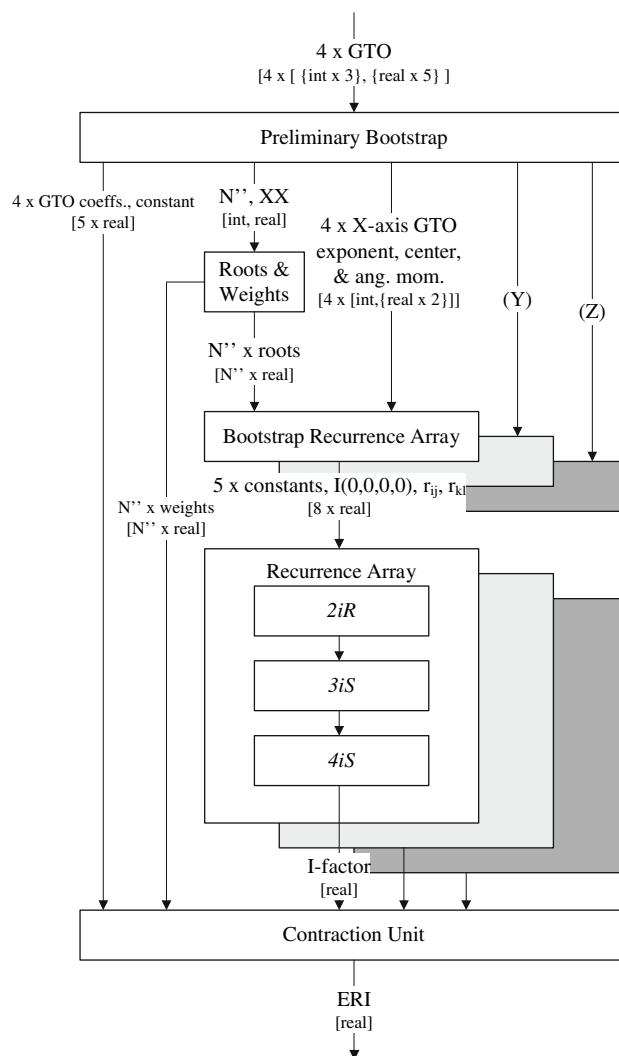 4 x GTO
[4 x [ {int x 3}, {real x 5} ]
Preliminary Bootstrap
4 x GTO coeffs., constant
[5 x real]
N’’, XX
[int, real]
4 x X-axis GTO
exponent, center,
& ang. mom.
[4 x [int,{real x 2}]]
(Y)
(Z)
Roots &
Weights
N’’ x roots
[N’’ x real]
Bootstrap Recurrence Array
5 x constants, I(0,0,0,0), rij, rkl
[8 x real]
N’’ x weights
[N’’ x real]
Recurrence Array
2iR
3iS
4iS
I-factor
[real]
Contraction Unit
ERI
[real]